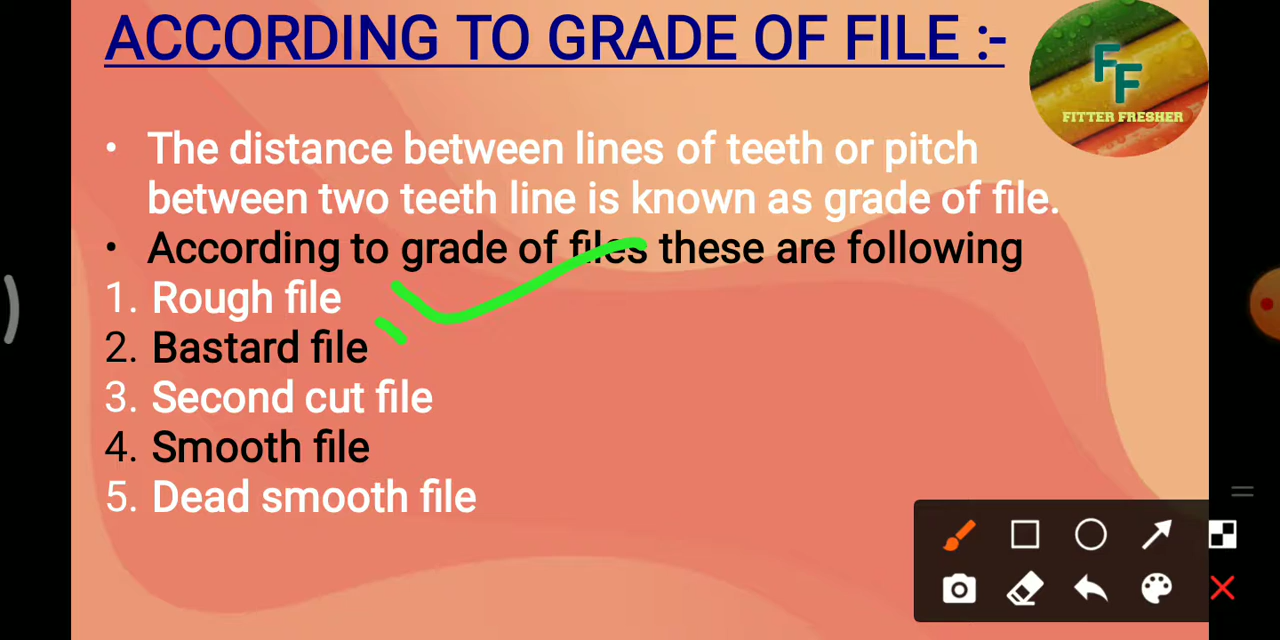 ACCORDING TO GRADE OF FILE :-
FF
FITTER FRESHER
• The distance between lines of teeth or pitch
between two teeth line is known as grade of file.
• According to grade of files these are following
1. Rough file
2. Bastard file
3. Second cut file
4. Smooth file
5. Dead smooth file